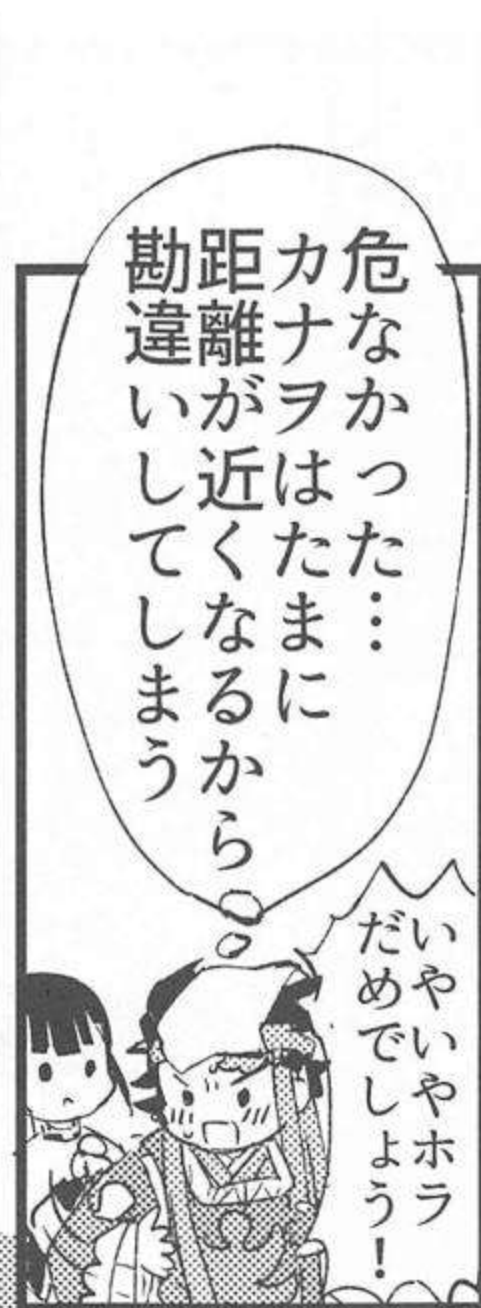 危なかった…
カナヲはたまに
距離が近くなるから
勘違いしてしまう
いやいやホラ
だめでしょう！